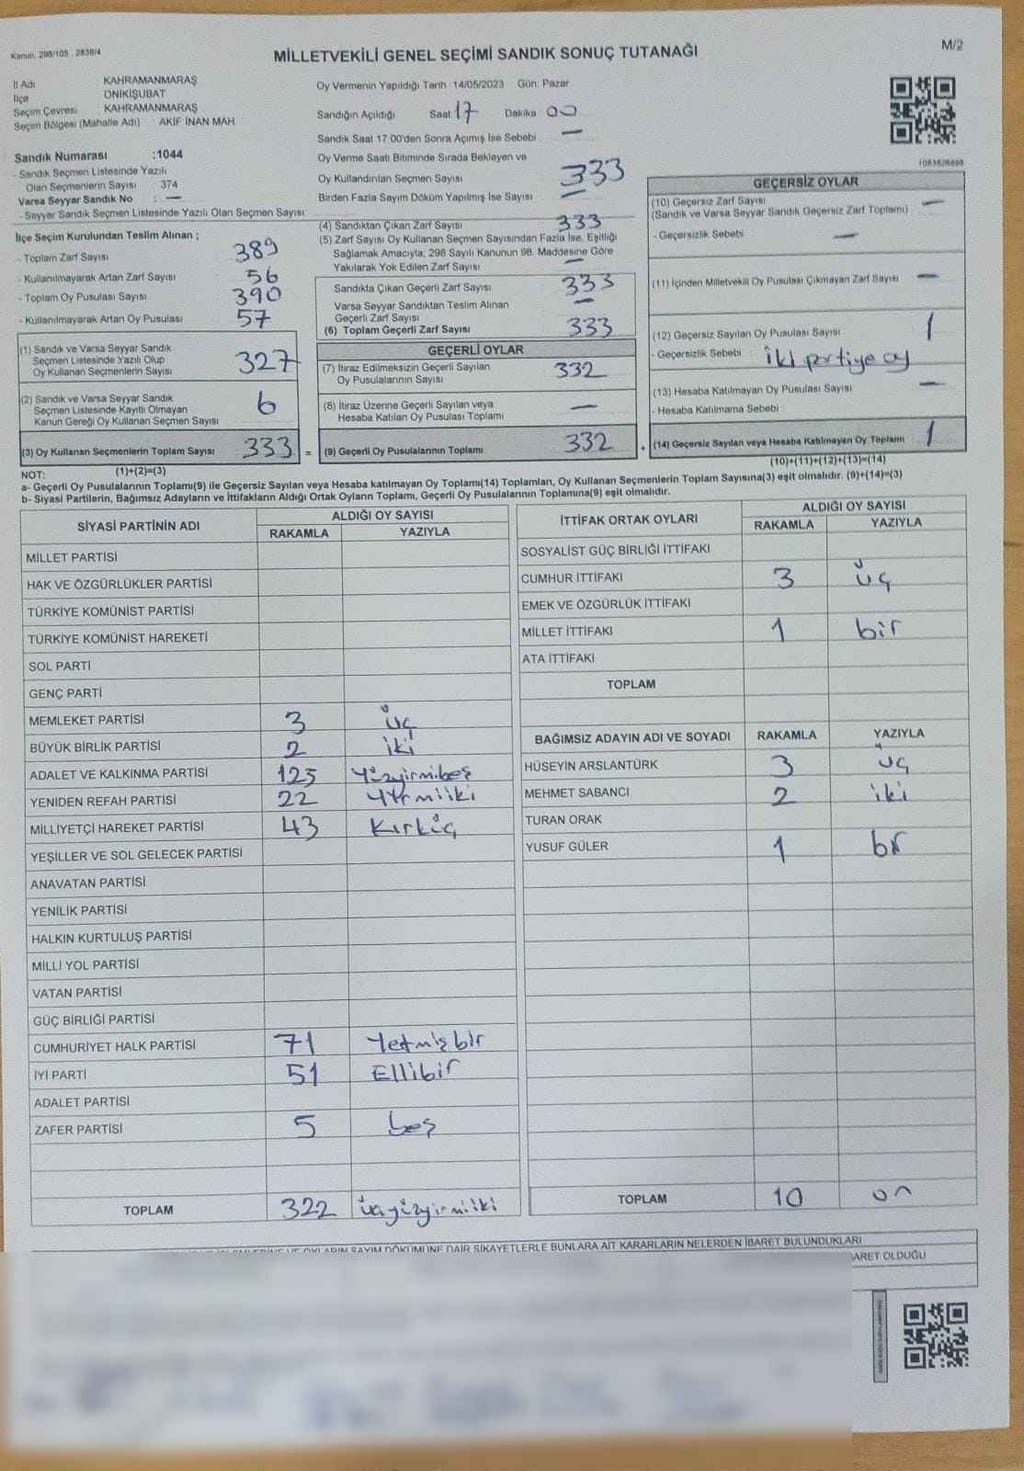 Kanun: 298/105 , 2839/4
MİLLETVEKİLİ GENEL SEÇİMİ SANDIK SONUÇ TUTANAĞI
M/2
İl Adı KAHRAMANMARAŞ
İlçe ONİKİŞUBAT
Seçim Çevresi KAHRAMANMARAŞ
Seçim Bölgesi (Mahalle Adı) AKİF İNAN MAH
Sandık Numarası :1044
- Sandık Seçmen Listesinde Yazılı
Olan Seçmenlerin Sayısı 374
Varsa Seyyar Sandık No : —
- Seyyar Sandık Seçmen Listesinde Yazılı Olan Seçmen Sayısı:
Oy Vermenin Yapıldığı Tarih 14/05/2023 Gün: Pazar
Sandığın Açıldığı Saat 17 Dakika 00
Sandık Saat 17:00'den Sonra Açılmış İse Sebebi —
Oy Verme Saati Bitiminde Sırada Bekleyen ve
Oy Kullandırılan Seçmen Sayısı 333
Birden Fazla Sayım Döküm Yapılmış İse Sayısı —
İlçe Seçim Kurulundan Teslim Alınan ;
- Toplam Zarf Sayısı 389
- Kullanılmayarak Artan Zarf Sayısı 56
- Toplam Oy Pusulası Sayısı 390
- Kullanılmayarak Artan Oy Pusulası 57
(1) Sandık ve Varsa Seyyar Sandık
Seçmen Listesinde Yazılı Olup
Oy Kullanan Seçmenlerin Sayısı 327
(2) Sandık ve Varsa Seyyar Sandık
Seçmen Listesinde Kayıtlı Olmayan
Kanun Gereği Oy Kullanan Seçmen Sayısı 6
(3) Oy Kullanan Seçmenlerin Toplam Sayısı 333 =
(1)+(2)=(3)
(4) Sandıktan Çıkan Zarf Sayısı 333
(5) Zarf Sayısı Oy Kullanan Seçmen Sayısından Fazla İse, Eşitliği
Sağlamak Amacıyla; 298 Sayılı Kanunun 98. Maddesine Göre
Yakılarak Yok Edilen Zarf Sayısı —
Sandıkta Çıkan Geçerli Zarf Sayısı 333
Varsa Seyyar Sandıktan Teslim Alınan
Geçerli Zarf Sayısı —
(6) Toplam Geçerli Zarf Sayısı 333
GEÇERLİ OYLAR
(7) İtiraz Edilmeksizin Geçerli Sayılan
Oy Pusulalarının Sayısı 332
(8) İtiraz Üzerine Geçerli Sayılan veya
Hesaba Katılan Oy Pusulası Toplamı —
(9) Geçerli Oy Pusulalarının Toplamı 332 +
GEÇERSİZ OYLAR
(10) Geçersiz Zarf Sayısı —
(Sandık ve Varsa Seyyar Sandık Geçersiz Zarf Toplamı)
- Geçersizlik Sebebi —
(11) İçinden Milletvekili Oy Pusulası Çıkmayan Zarf Sayısı —
(12) Geçersiz Sayılan Oy Pusulası Sayısı 1
- Geçersizlik Sebebi : iki partiye oy
(13) Hesaba Katılmayan Oy Pusulası Sayısı —
- Hesaba Katılmama Sebebi
(14) Geçersiz Sayılan veya Hesaba Katılmayan Oy Toplamı 1
(10)+(11)+(12)+(13)=(14)
NOT:
a- Geçerli Oy Pusulalarının Toplamı(9) ile Geçersiz Sayılan veya Hesaba katılmayan Oy Toplamı(14) Toplamları, Oy Kullanan Seçmenlerin Toplam Sayısına(3) eşit olmalıdır. (9)+(14)=(3)
b- Siyasi Partilerin, Bağımsız Adayların ve İttifakların Aldığı Ortak Oyların Toplamı, Geçerli Oy Pusulalarının Toplamına(9) eşit olmalıdır.
SİYASİ PARTİNİN ADI ALDIĞI OY SAYISI
RAKAMLA YAZIYLA
MİLLET PARTİSİ
HAK VE ÖZGÜRLÜKLER PARTİSİ
TÜRKİYE KOMÜNİST PARTİSİ
TÜRKİYE KOMÜNİST HAREKETİ
SOL PARTİ
GENÇ PARTİ
MEMLEKET PARTİSİ 3 üç
BÜYÜK BİRLİK PARTİSİ 2 iki
ADALET VE KALKINMA PARTİSİ 125 yüzyirmibeş
YENİDEN REFAH PARTİSİ 22
MİLLİYETÇİ HAREKET PARTİSİ 43 Kırküç
YEŞİLLER VE SOL GELECEK PARTİSİ
ANAVATAN PARTİSİ
YENİLİK PARTİSİ
HALKIN KURTULUŞ PARTİSİ
MİLLİ YOL PARTİSİ
VATAN PARTİSİ
GÜÇ BİRLİĞİ PARTİSİ
CUMHURİYET HALK PARTİSİ 71 Yetmişbir
İYİ PARTİ 51 Ellibir
ADALET PARTİSİ
ZAFER PARTİSİ 5 beş
TOPLAM 322 üçyüzyirmiiki
İTTİFAK ORTAK OYLARI ALDIĞI OY SAYISI
RAKAMLA YAZIYLA
SOSYALİST GÜÇ BİRLİĞİ İTTİFAKI
CUMHUR İTTİFAKI 3 üç
EMEK VE ÖZGÜRLÜK İTTİFAKI
MİLLET İTTİFAKI 1 bir
ATA İTTİFAKI
TOPLAM
BAĞIMSIZ ADAYIN ADI VE SOYADI RAKAMLA YAZIYLA
HÜSEYİN ARSLANTÜRK 3 üç
MEHMET SABANCI 2 iki
TURAN ORAK
YUSUF GÜLER 1 bir
TOPLAM 10 on
OYLARIN SAYIM DÖKÜMÜNE DAİR ŞİKAYETLERLE BUNLARA AİT KARARLARIN NELERDEN İBARET BULUNDUKLARI